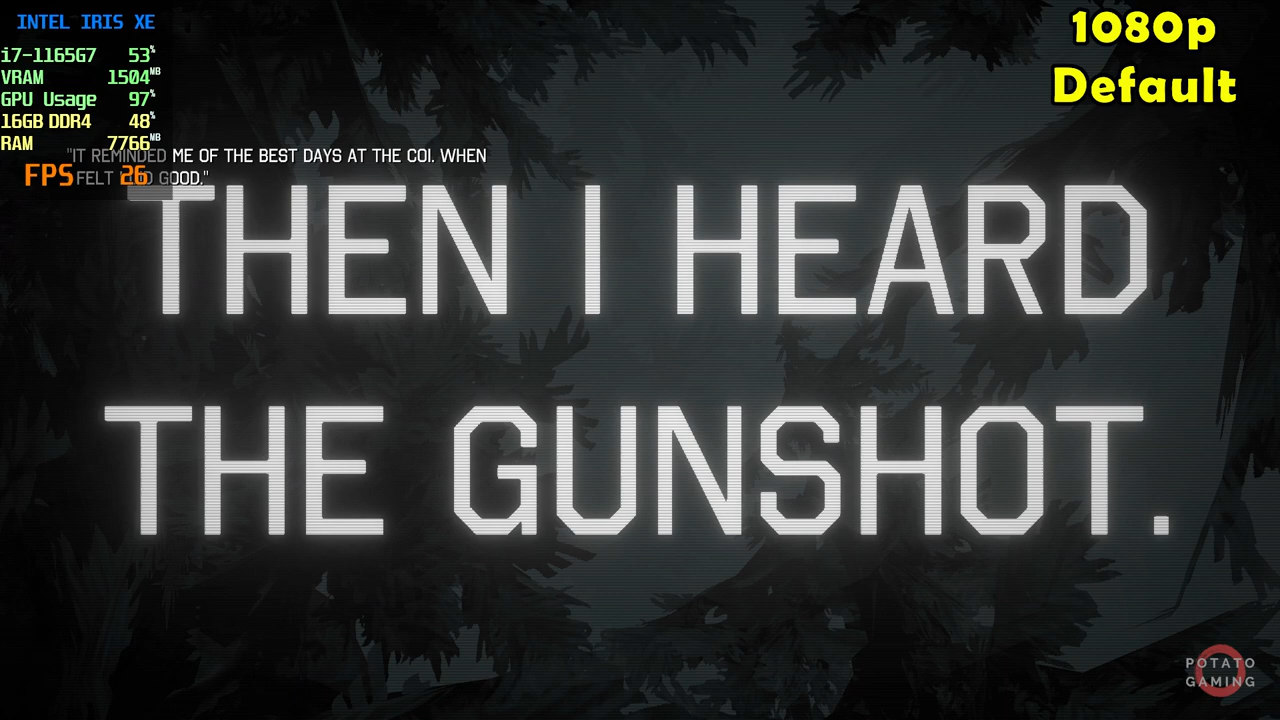 INTEL IRIS XE
i7-1165G7 53%
VRAM 1504MB
GPU Usage 97%
16GB DDR4 48%
RAM 7766MB
FPS 26
1080p
Default
"IT REMINDED ME OF THE BEST DAYS AT THE COI. WHEN
FELT GOOD."
THEN I HEARD
THE GUNSHOT.
POTATO
GAMING